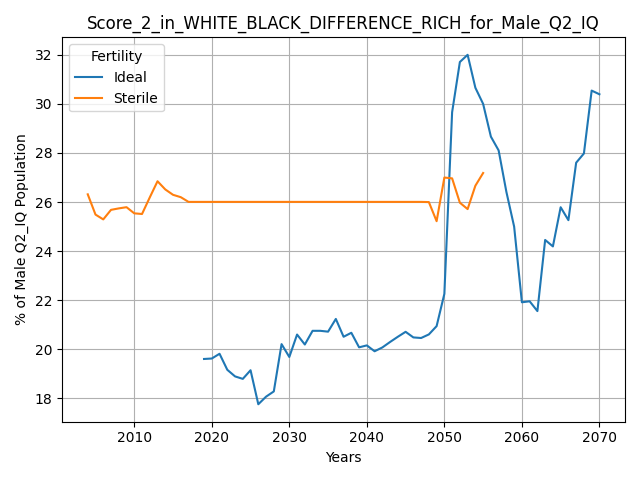 Score_2_in_WHITE_BLACK_DIFFERENCE_RICH_for_Male_Q2_IQ
Fertility
Ideal
Sterile
% of Male Q2_IQ Population
32
30
28
26
24
22
20
18
2010 2020 2030 2040 2050 2060 2070
Years